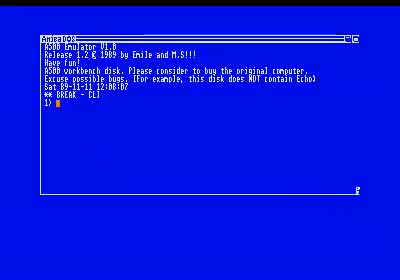 AmigaDOS
A500 Emulator V1.0
Release 1.2 @ 1989 by Emile and M.S!!!
Have fun!
A500 workbench disk. Please consider to buy the original computer.
Excuse possible bugs. (For example, this disk does NOT contain Echo)
Sat 89-11-11 12:08:07
** BREAK - CLI
1)